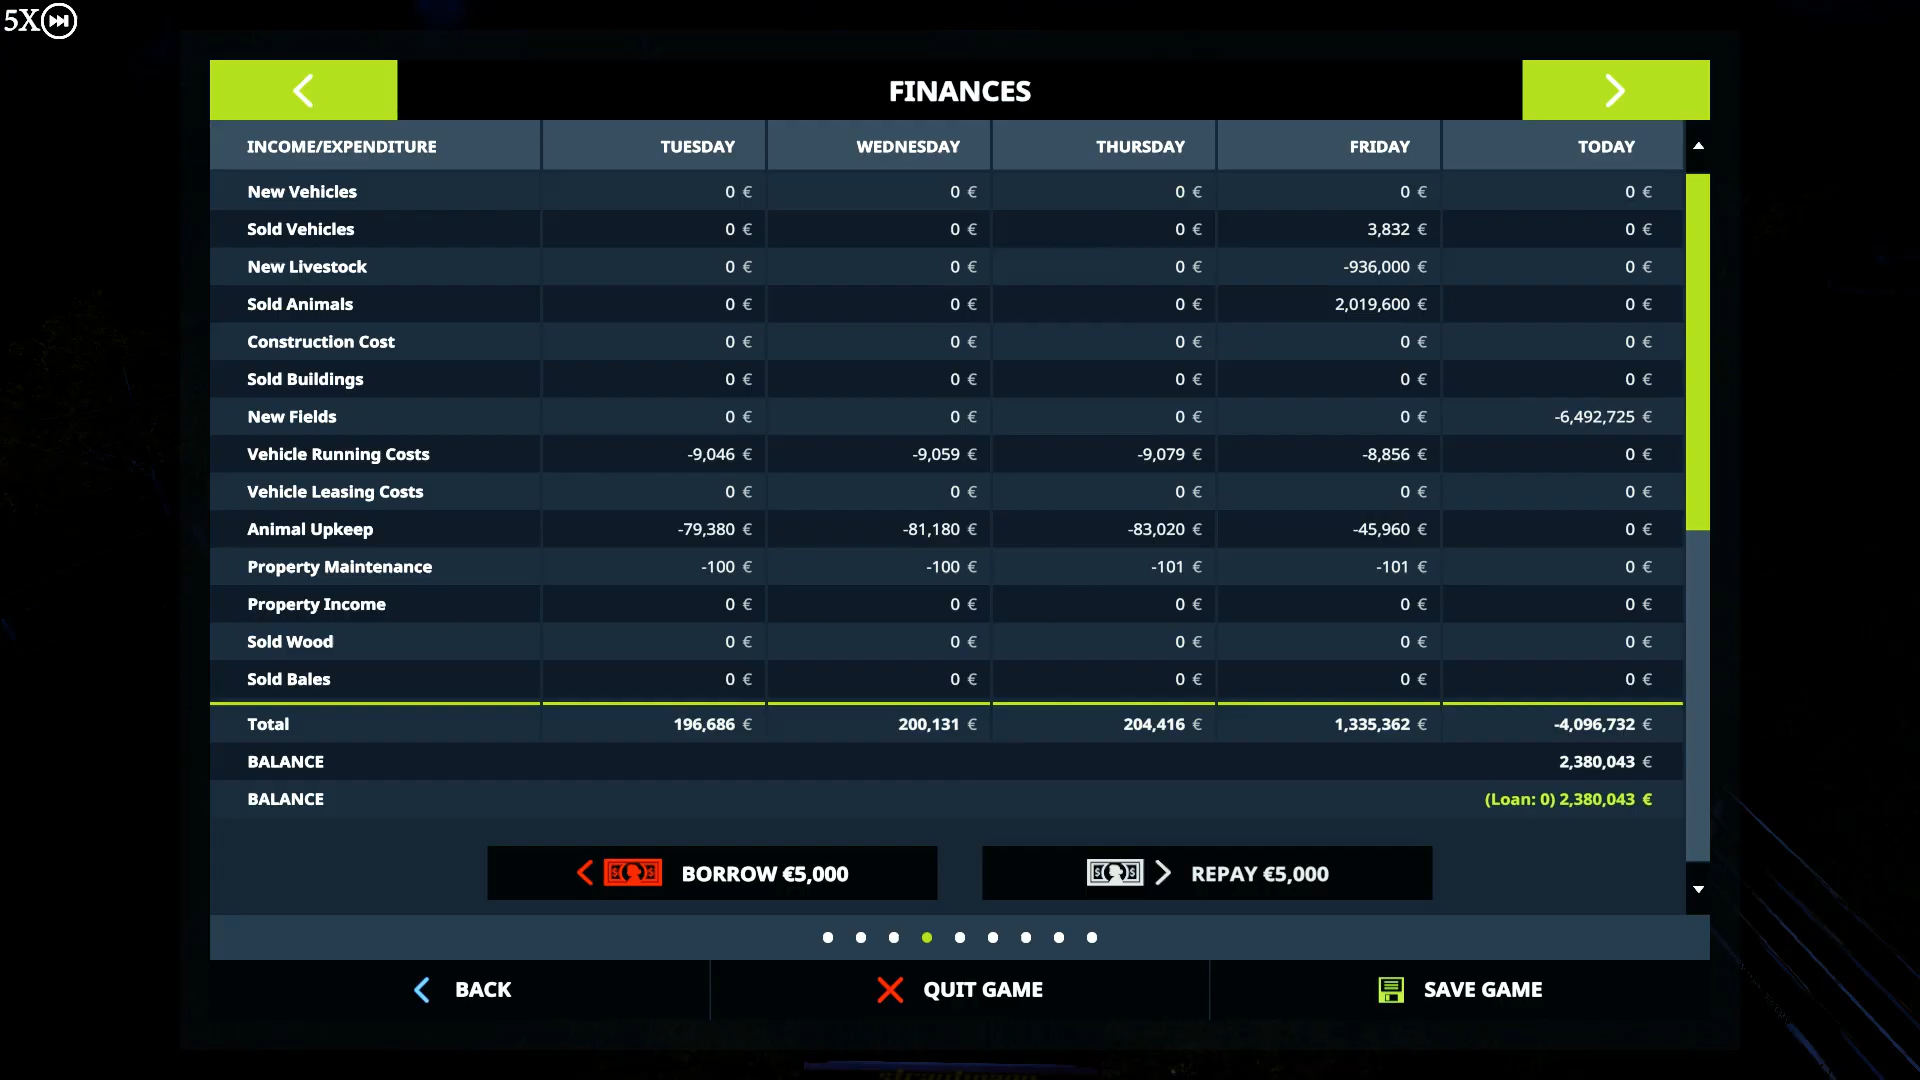 5X
FINANCES
INCOME/EXPENDITURE TUESDAY WEDNESDAY THURSDAY FRIDAY TODAY
New Vehicles 0 € 0 € 0 € 0 € 0 €
Sold Vehicles 0 € 0 € 0 € 3,832 € 0 €
New Livestock 0 € 0 € 0 € -936,000 € 0 €
Sold Animals 0 € 0 € 0 € 2,019,600 € 0 €
Construction Cost 0 € 0 € 0 € 0 € 0 €
Sold Buildings 0 € 0 € 0 € 0 € 0 €
New Fields 0 € 0 € 0 € 0 € -6,492,725 €
Vehicle Running Costs -9,046 € -9,059 € -9,079 € -8,856 € 0 €
Vehicle Leasing Costs 0 € 0 € 0 € 0 € 0 €
Animal Upkeep -79,380 € -81,180 € -83,020 € -45,960 € 0 €
Property Maintenance -100 € -100 € -101 € -101 € 0 €
Property Income 0 € 0 € 0 € 0 € 0 €
Sold Wood 0 € 0 € 0 € 0 € 0 €
Sold Bales 0 € 0 € 0 € 0 € 0 €
Total 196,686 € 200,131 € 204,416 € 1,335,362 € -4,096,732 €
BALANCE 2,380,043 €
BALANCE (Loan: 0) 2,380,043 €
BORROW €5,000 REPAY €5,000
BACK QUIT GAME SAVE GAME